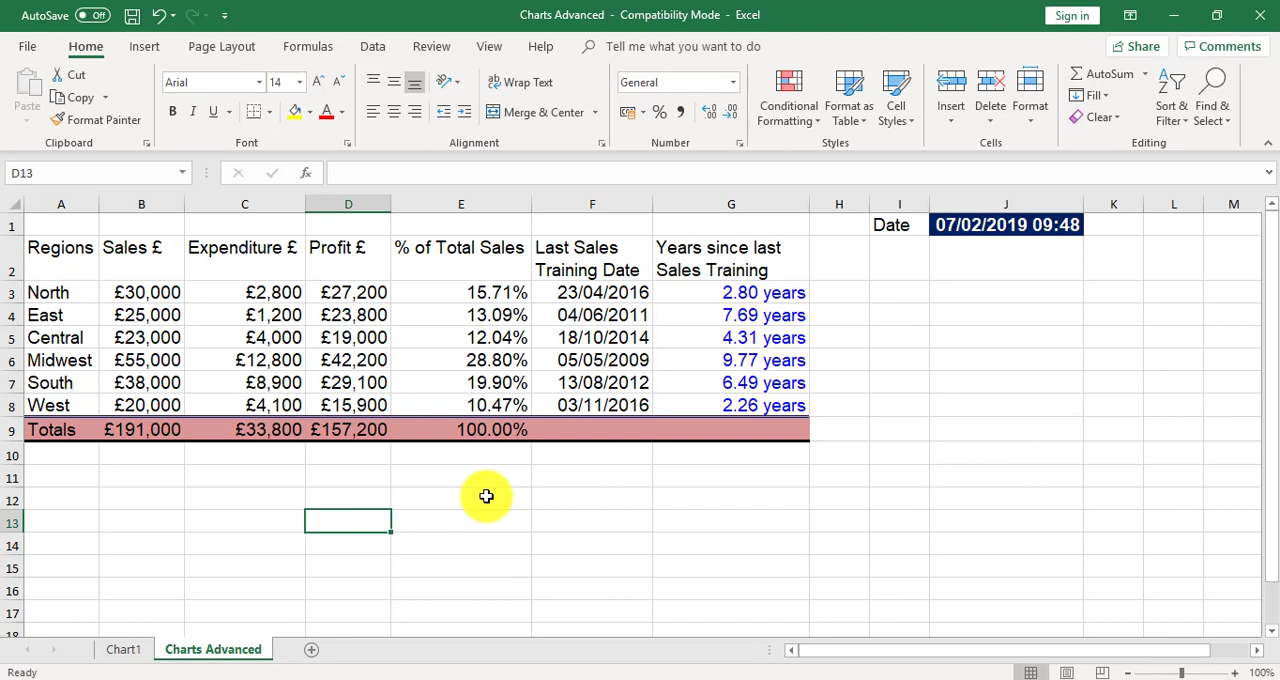 AutoSave Off Charts Advanced - Compatibility Mode - Excel Sign in
File Home Insert Page Layout Formulas Data Review View Help Tell me what you want to do Share Comments
Paste Cut Copy Format Painter Clipboard
Arial 14 A A B I U A Font
Wrap Text Merge & Center Alignment
General % , Number
Conditional Formatting Format as Table Cell Styles Styles
Insert Delete Format Cells
AutoSum Fill Clear Sort & Filter Find & Select Editing
D13 fx
A B C D E F G H I J K L M
1 Date 07/02/2019 09:48
2 Regions Sales £ Expenditure £ Profit £ % of Total Sales Last Sales Training Date Years since last Sales Training
3 North £30,000 £2,800 £27,200 15.71% 23/04/2016 2.80 years
4 East £25,000 £1,200 £23,800 13.09% 04/06/2011 7.69 years
5 Central £23,000 £4,000 £19,000 12.04% 18/10/2014 4.31 years
6 Midwest £55,000 £12,800 £42,200 28.80% 05/05/2009 9.77 years
7 South £38,000 £8,900 £29,100 19.90% 13/08/2012 6.49 years
8 West £20,000 £4,100 £15,900 10.47% 03/11/2016 2.26 years
9 Totals £191,000 £33,800 £157,200 100.00%
10
11
12
13
14
15
16
17
18
Chart1 Charts Advanced
Ready 100%